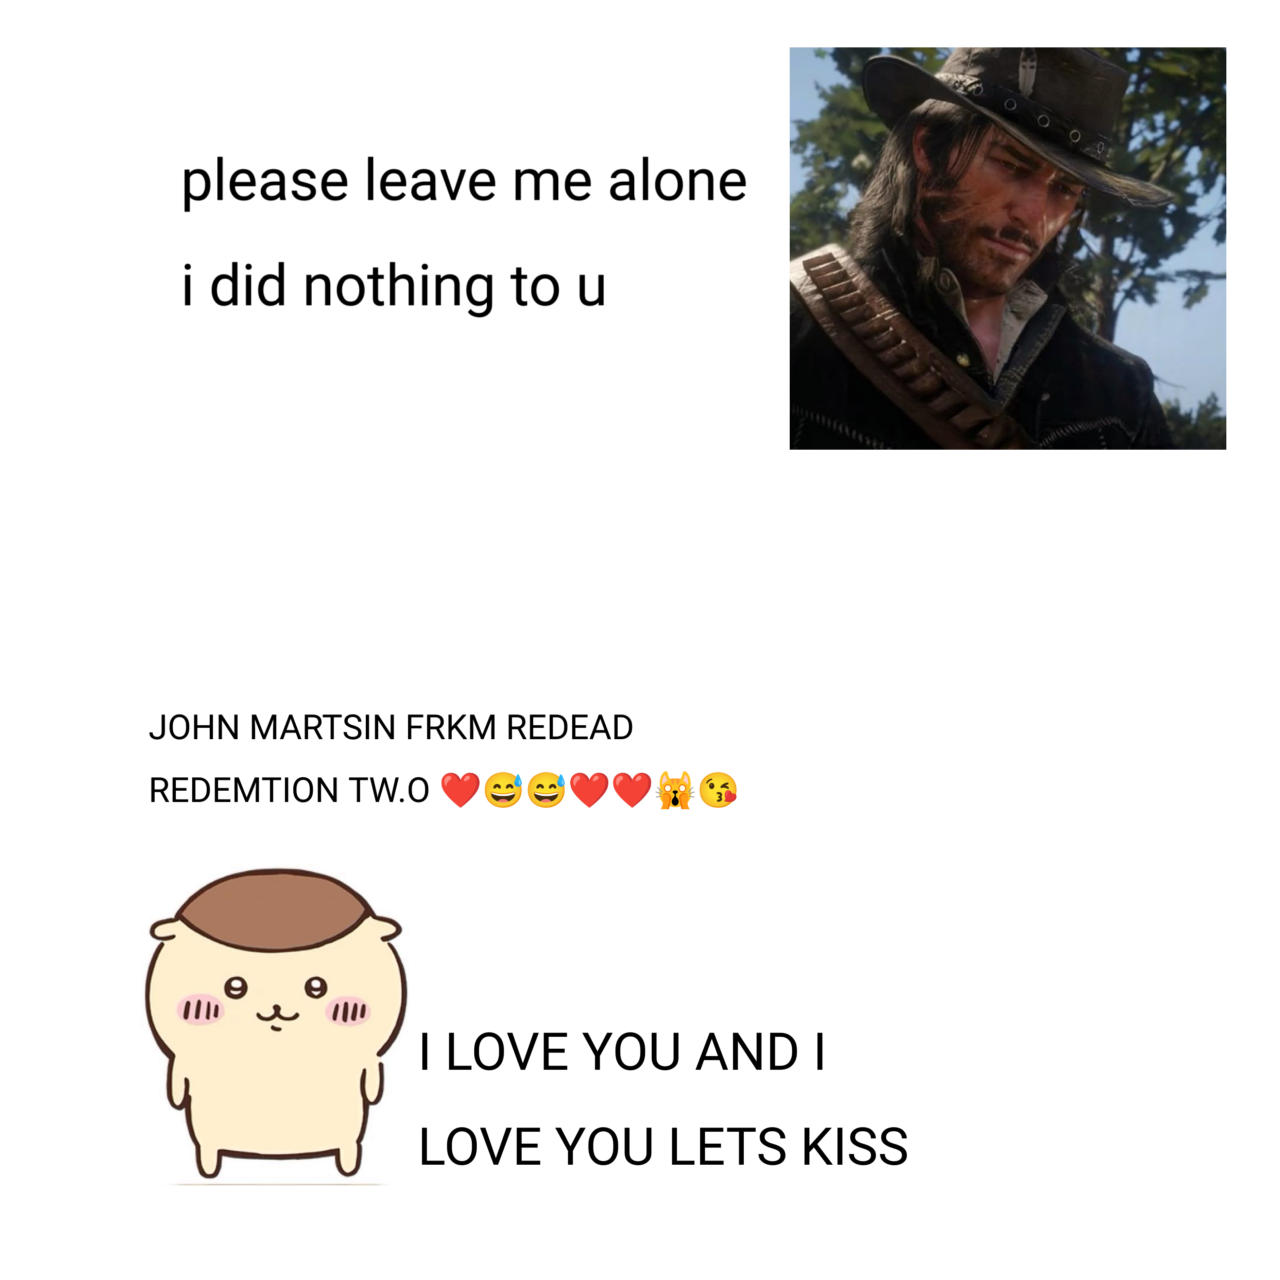 please leave me alone
i did nothing to u
JOHN MARTSIN FRKM REDEAD
REDEMTION TW.O ❤️😅😅❤️❤️🙀😘
I LOVE YOU AND I
LOVE YOU LETS KISS